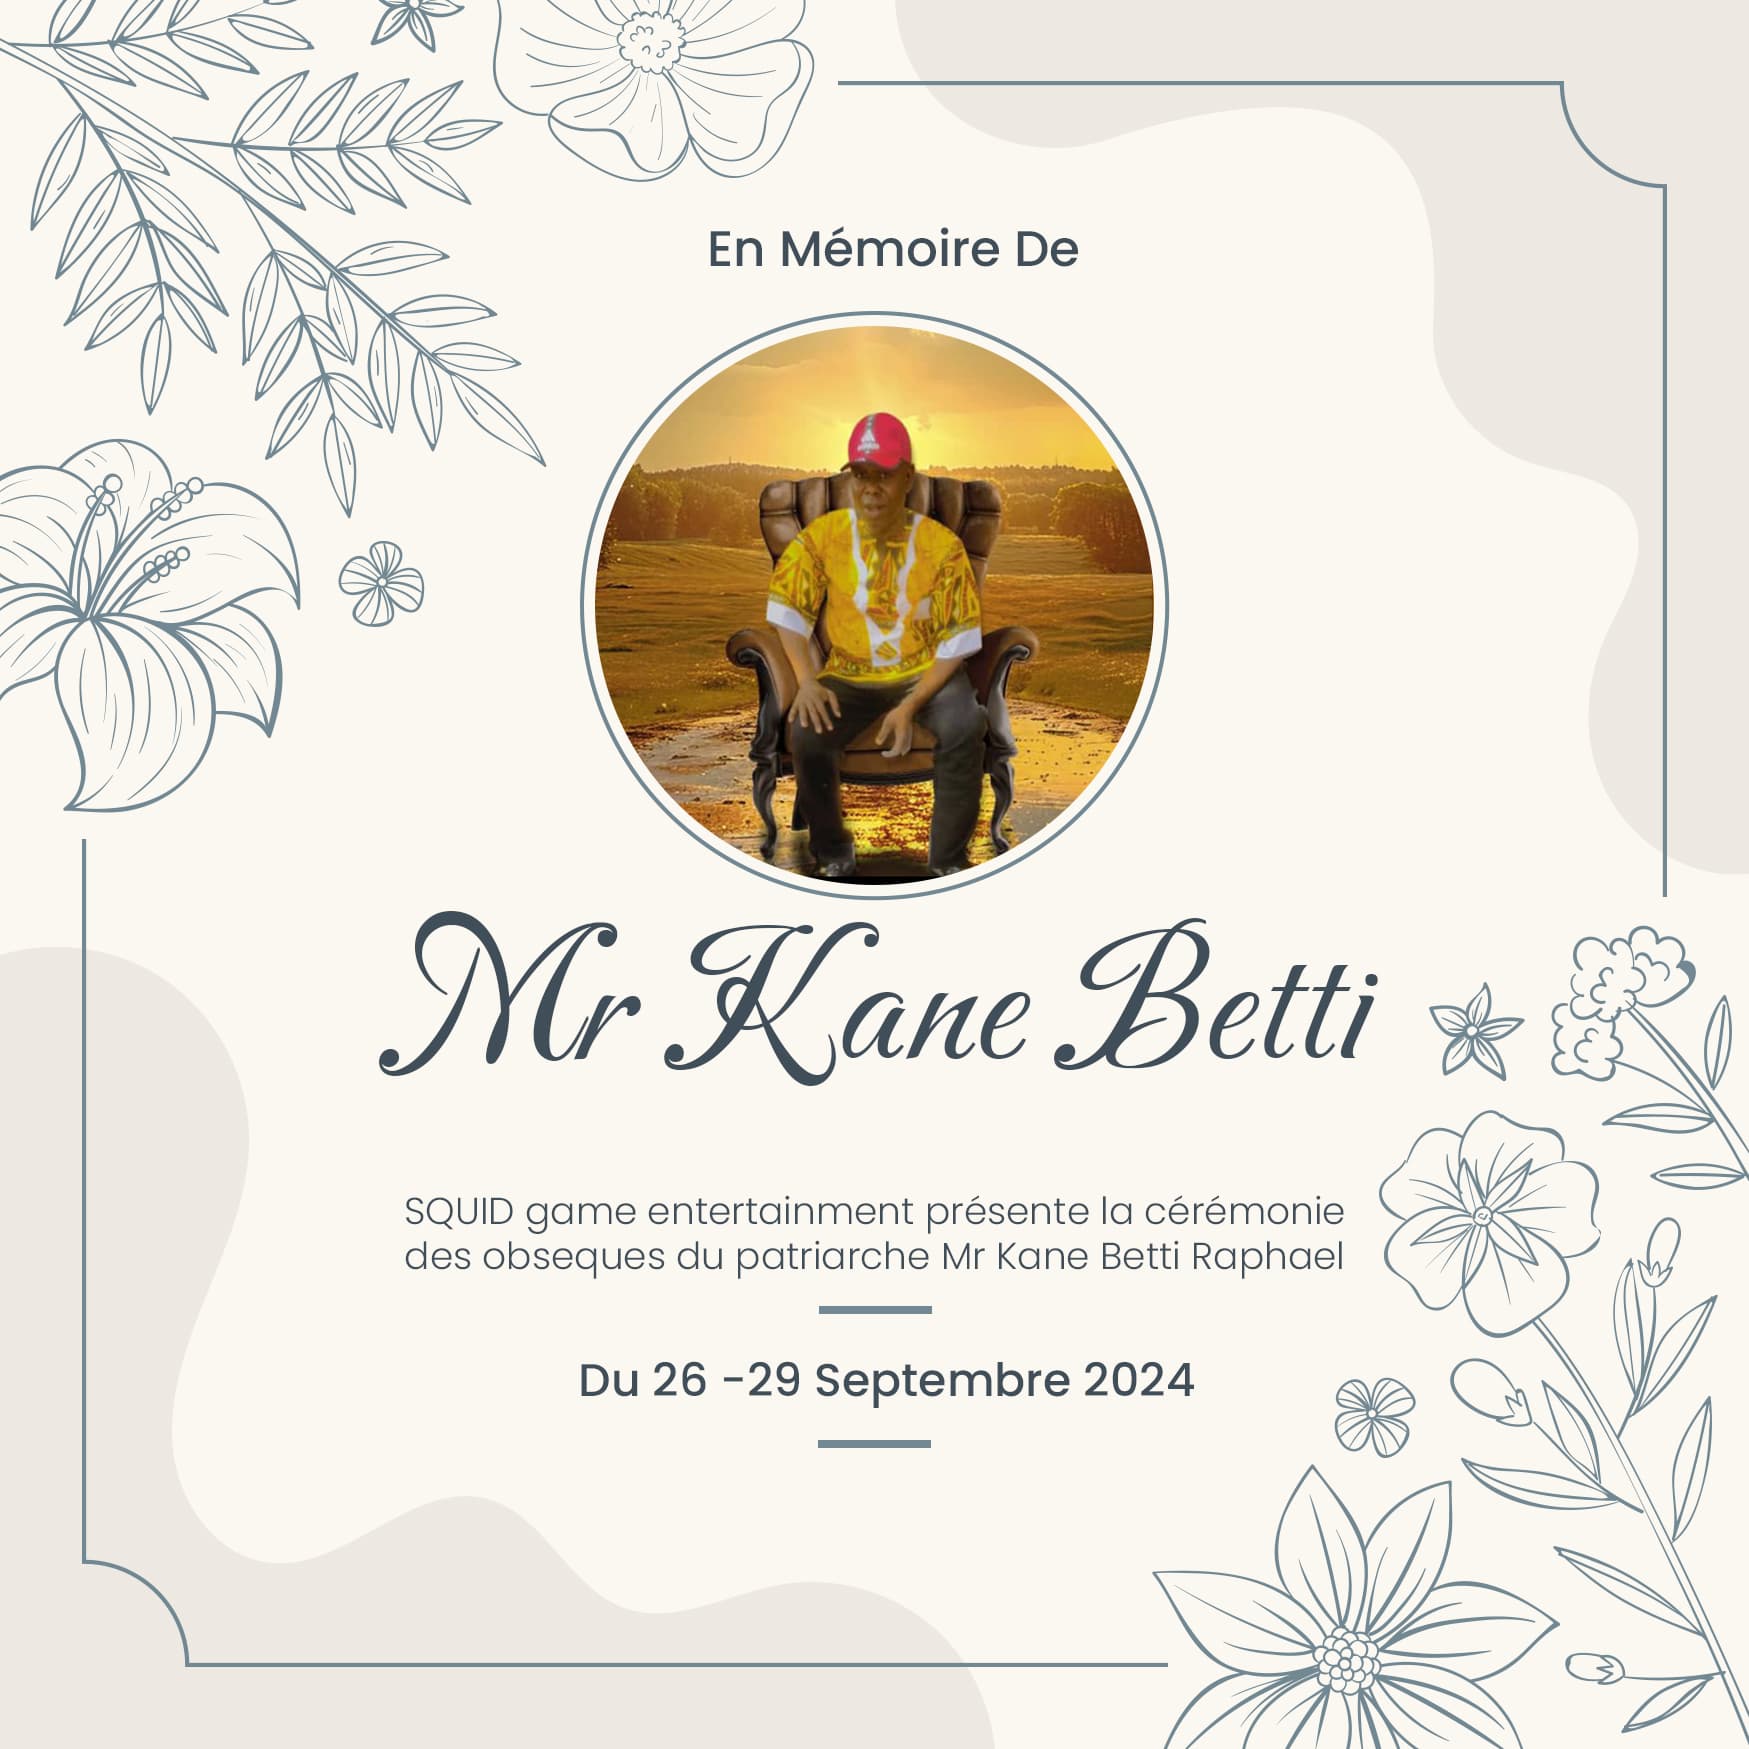 En Mémoire De
Mr Kane Betti
SQUID game entertainment présente la cérémonie
des obseques du patriarche Mr Kane Betti Raphael
Du 26 -29 Septembre 2024